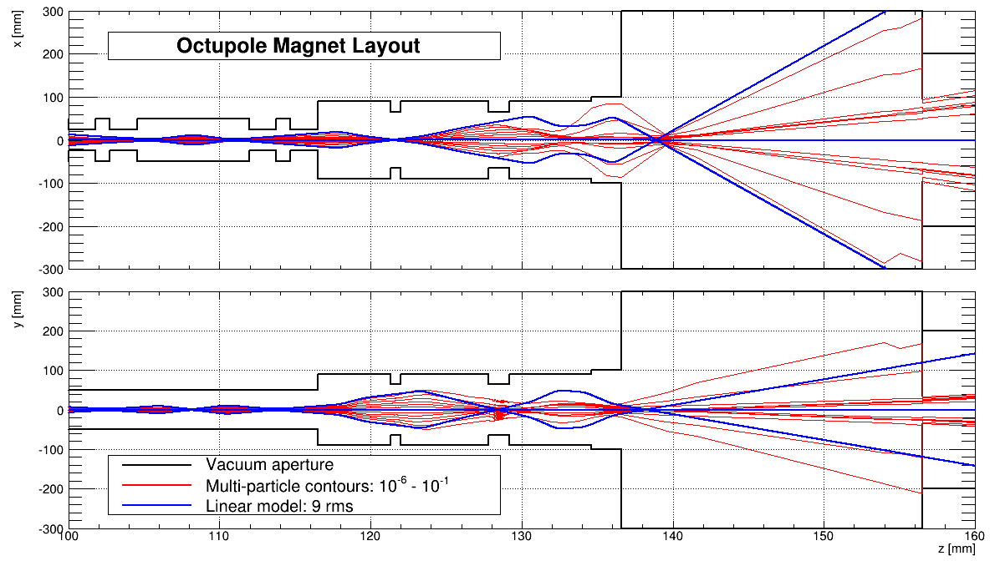 x [mm]
Octupole Magnet Layout
300
200
100
0
-100
-200
-300
y [mm]
300
200
100
0
-100
-200
-300
Vacuum aperture
Multi-particle contours: 10^-6 - 10^-1
Linear model: 9 rms
100 110 120 130 140 150 160
z [mm]